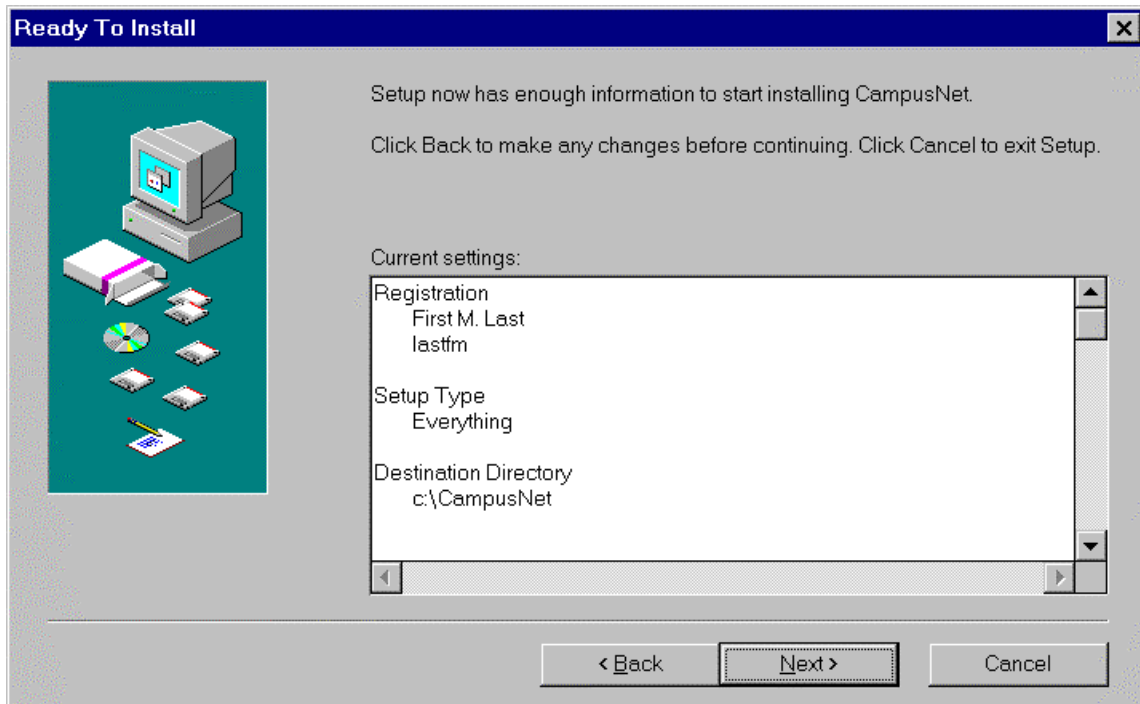 Ready To Install
Setup now has enough information to start installing CampusNet.
Click Back to make any changes before continuing. Click Cancel to exit Setup.
Current settings:
Registration
First M. Last
lastfm
Setup Type
Everything
Destination Directory
c:\CampusNet
< Back
Next >
Cancel